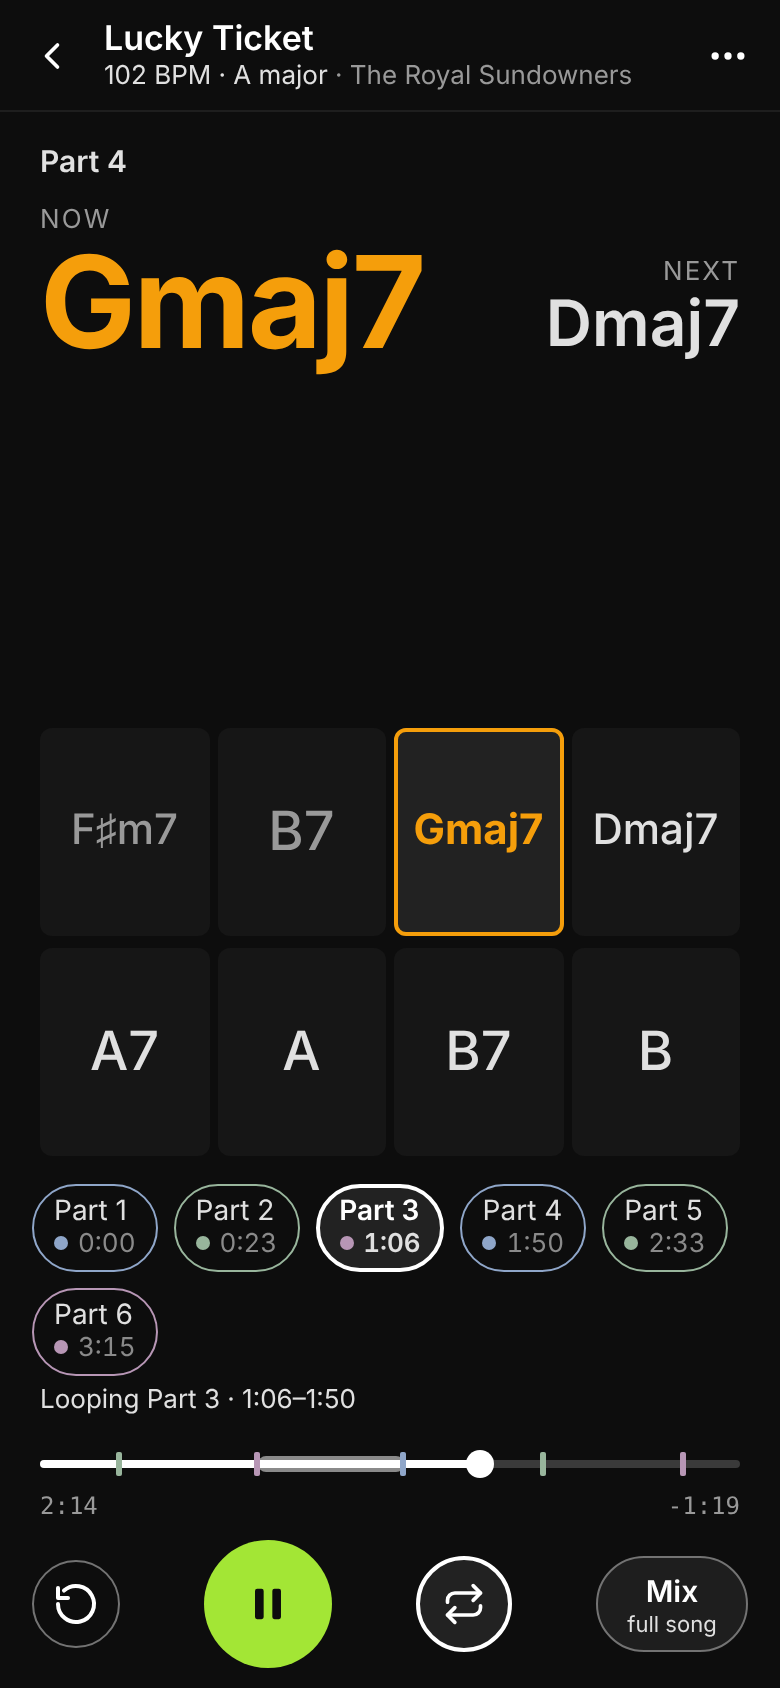 Lucky Ticket
102 BPM · A major · The Royal Sundowners
Part 4
NOW
Gmaj7
NEXT
Dmaj7
F♯m7 B7 Gmaj7 Dmaj7
A7 A B7 B
Part 1 Part 2 Part 3 Part 4 Part 5
0:00 0:23 1:06 1:50 2:33
Part 6
3:15
Looping Part 3 · 1:06–1:50
2:14 -1:19
Mix
full song